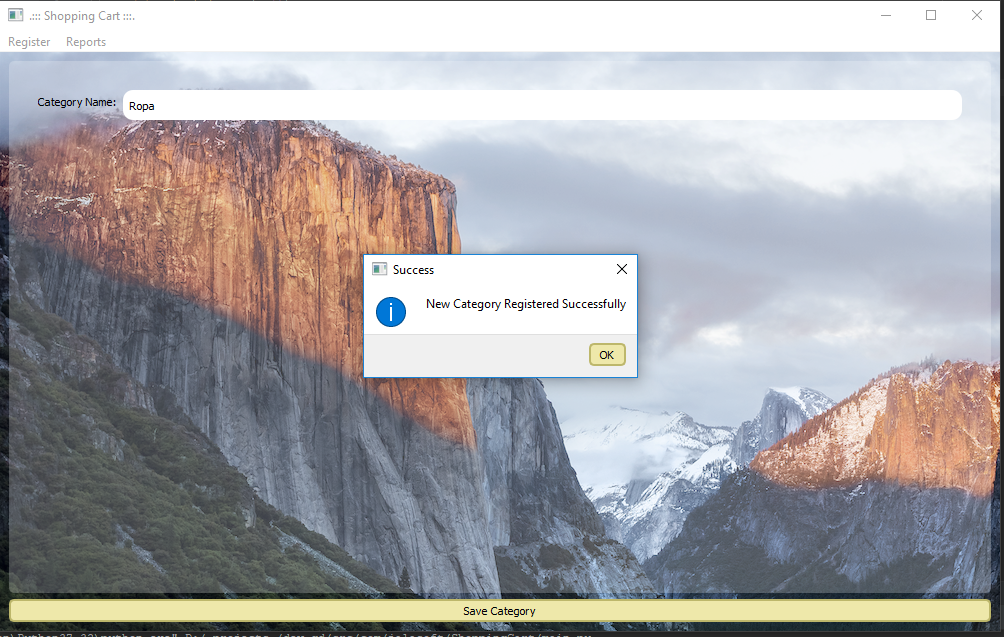 .::: Shopping Cart :::.
Register Reports
Category Name: Ropa
Success
New Category Registered Successfully
OK
Save Category